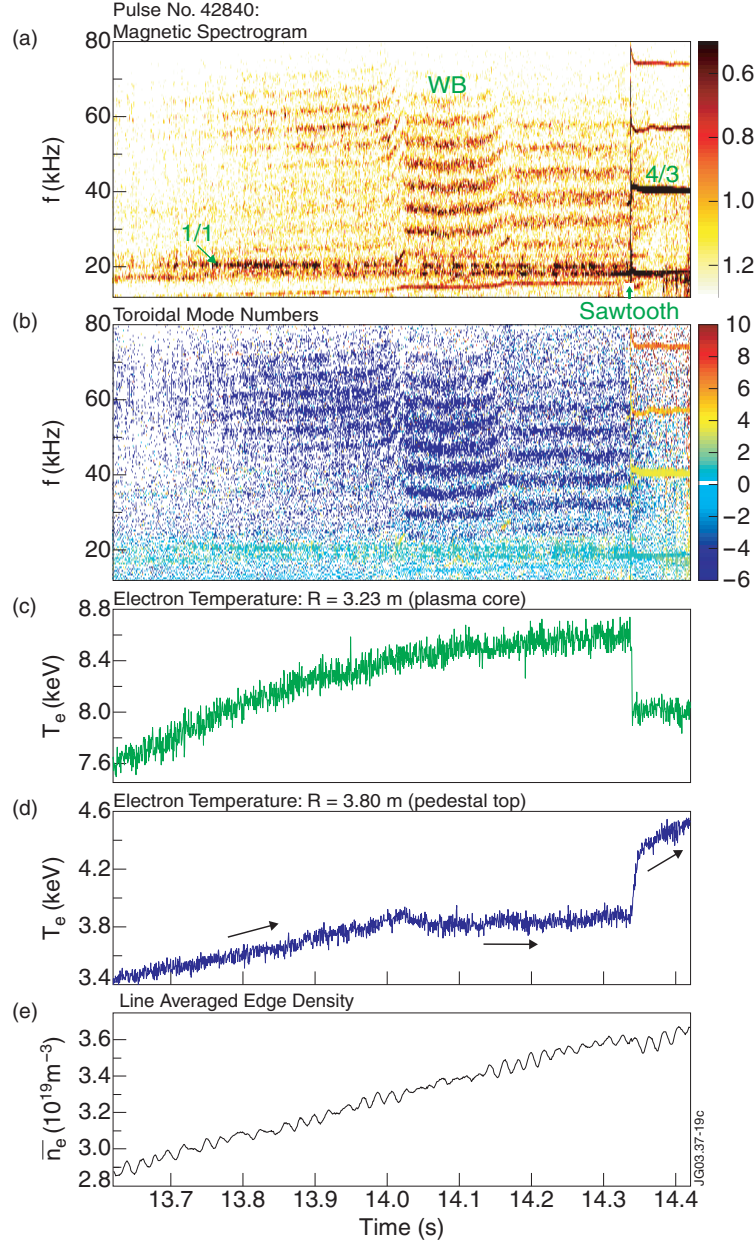 Pulse No. 42840:
(a) Magnetic Spectrogram
80
60
40
20
f (kHz)
WB
1/1
4/3
0.6
0.8
1.0
1.2
Sawtooth
(b) Toroidal Mode Numbers
80
60
40
20
f (kHz)
10
8
6
4
2
0
−2
−4
−6
(c) Electron Temperature: R = 3.23 m (plasma core)
8.8
8.4
8.0
7.6
Te (keV)
(d) Electron Temperature: R = 3.80 m (pedestal top)
4.6
4.2
3.8
3.4
Te (keV)
(e) Line Averaged Edge Density
3.6
3.4
3.2
3.0
2.8
n̅e (10¹⁹m⁻³)
13.7 13.8 13.9 14.0 14.1 14.2 14.3 14.4
Time (s)
JG03.37-19c